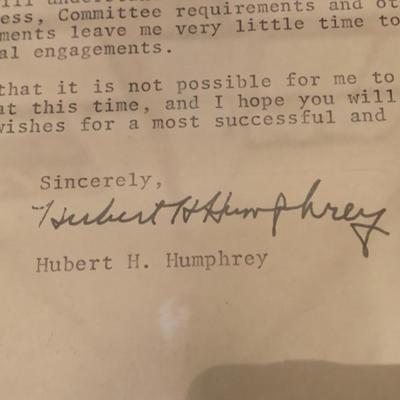 ess, Committee requirements and ot
ments leave me very little time to
al engagements.
that it is not possible for me to
at this time, and I hope you will
wishes for a most successful and
Sincerely,
Hubert H Humphrey
Hubert H. Humphrey